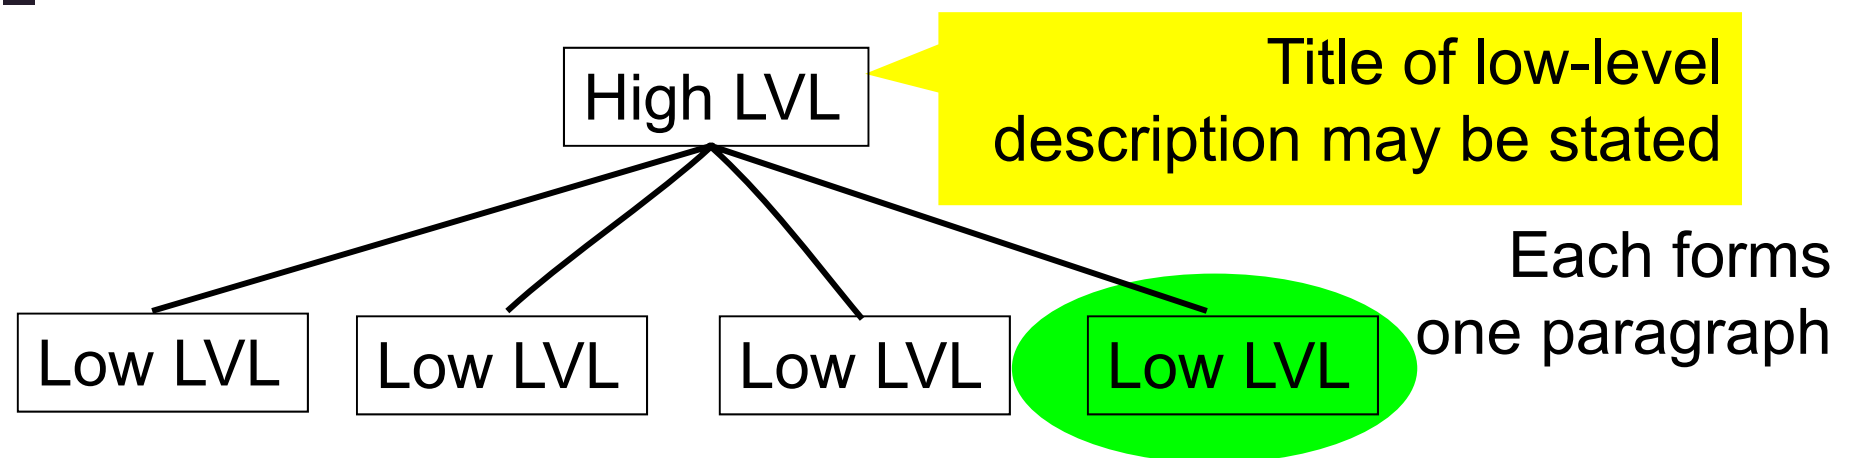 High LVL
Title of low-level
description may be stated
Each forms
one paragraph
Low LVL
Low LVL
Low LVL
Low LVL